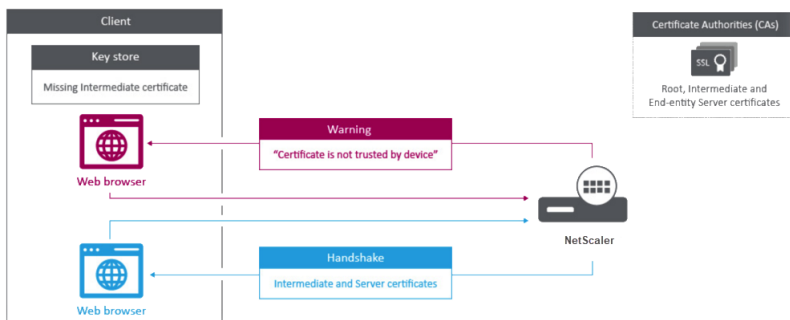 Client
Key store
Missing Intermediate certificate
Web browser
Warning
“Certificate is not trusted by device”
Certificate Authorities (CAs)
SSL
Root, Intermediate and
End-entity Server certificates
NetScaler
Handshake
Intermediate and Server certificates
Web browser